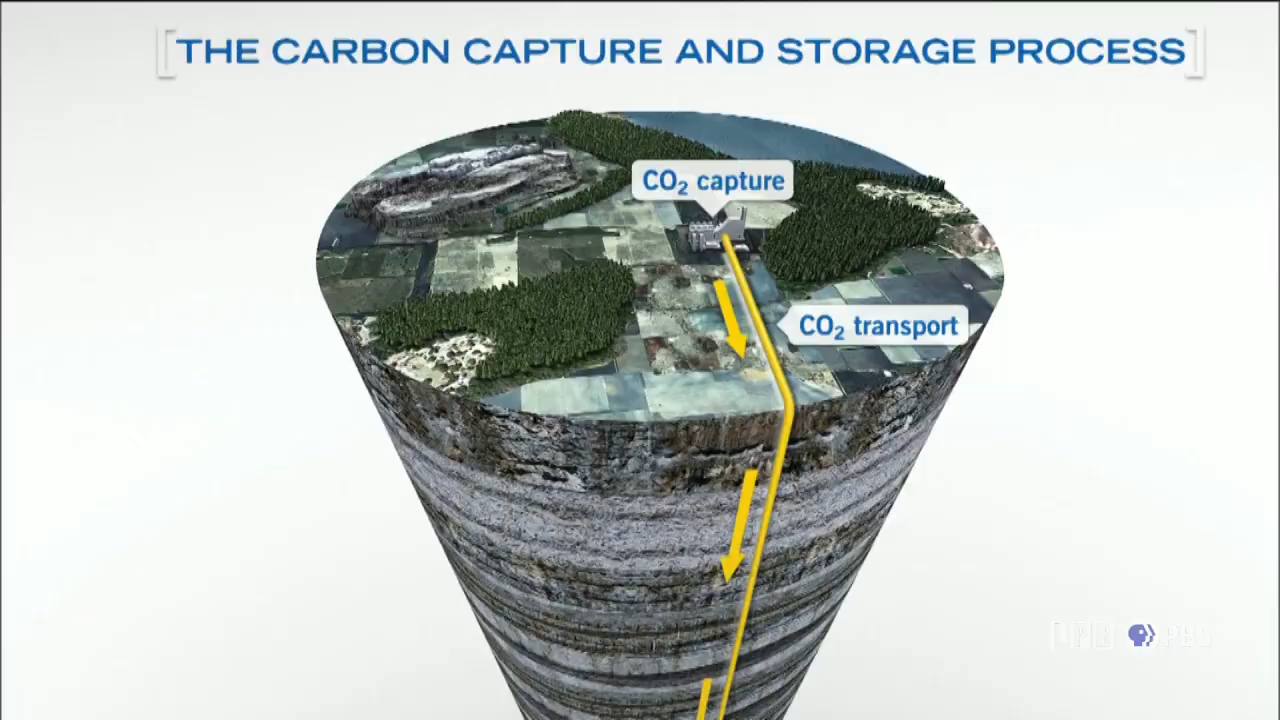 [THE CARBON CAPTURE AND STORAGE PROCESS]
CO₂ capture
CO₂ transport
PBS